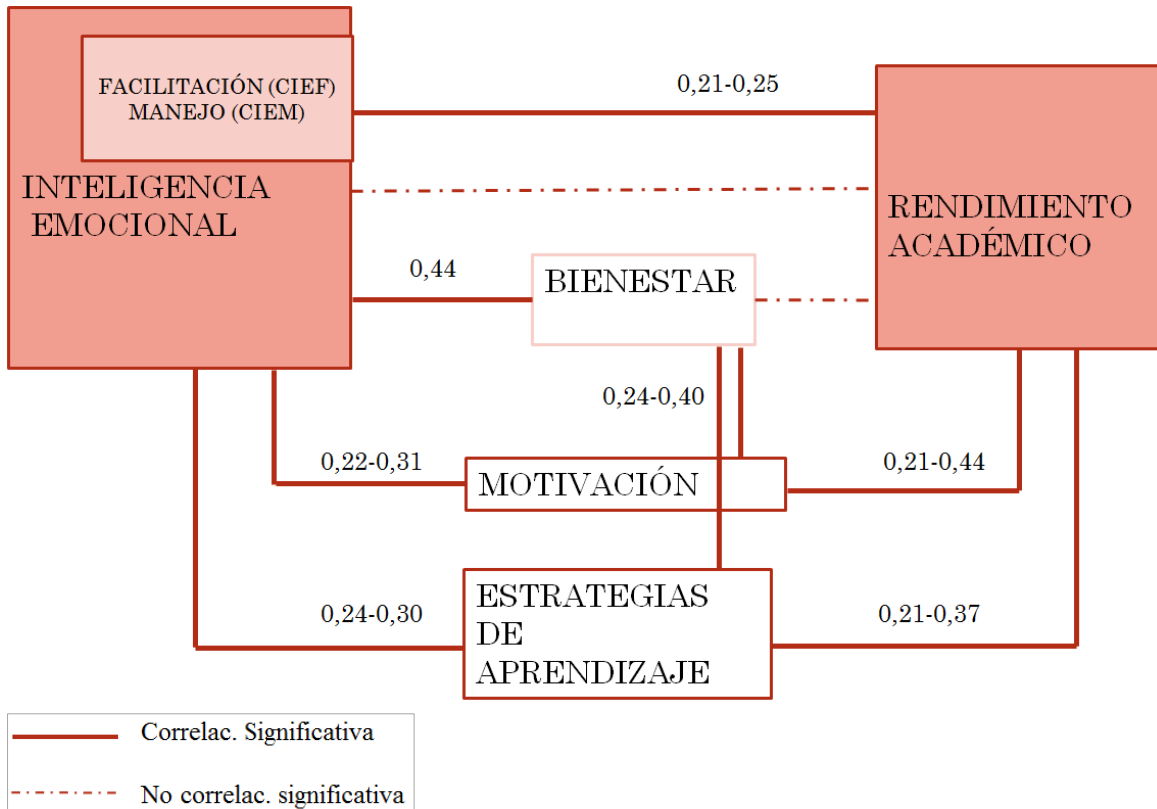 FACILITACIÓN (CIEF)
MANEJO (CIEM)
0,21-0,25
INTELIGENCIA
EMOCIONAL
RENDIMIENTO
ACADÉMICO
0,44
BIENESTAR
0,24-0,40
0,22-0,31
MOTIVACIÓN
0,21-0,44
0,24-0,30
ESTRATEGIAS
DE
APRENDIZAJE
0,21-0,37
Correlac. Significativa
No correlac. significativa